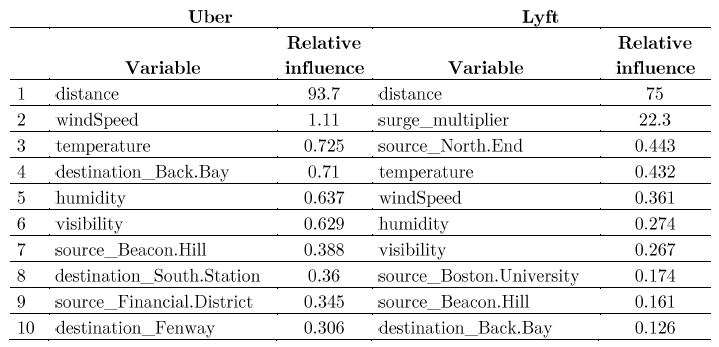 Uber Lyft
Relative Relative
Variable influence Variable influence
1 distance 93.7 distance 75
2 windSpeed 1.11 surge_multiplier 22.3
3 temperature 0.725 source_North.End 0.443
4 destination_Back.Bay 0.71 temperature 0.432
5 humidity 0.637 windSpeed 0.361
6 visibility 0.629 humidity 0.274
7 source_Beacon.Hill 0.388 visibility 0.267
8 destination_South.Station 0.36 source_Boston.University 0.174
9 source_Financial.District 0.345 source_Beacon.Hill 0.161
10 destination_Fenway 0.306 destination_Back.Bay 0.126